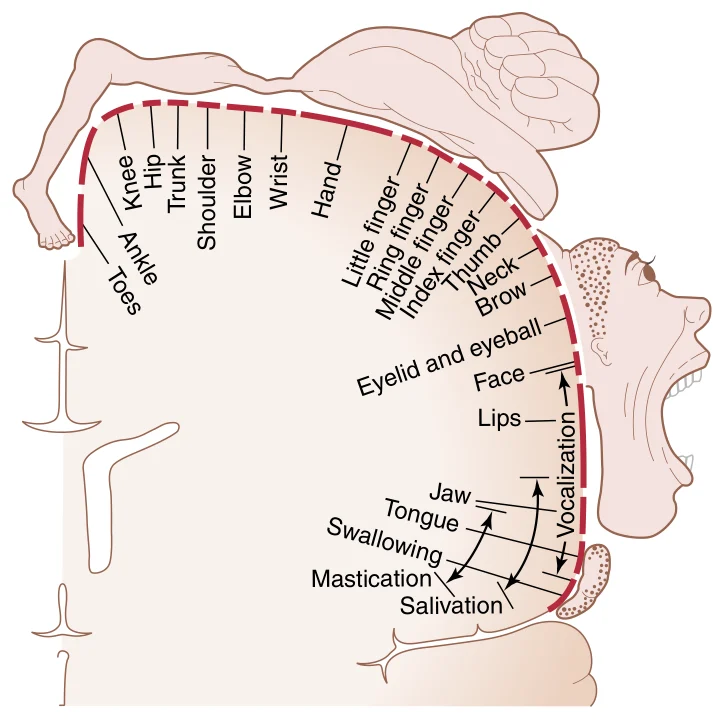 Toes
Ankle
Knee
Hip
Trunk
Shoulder
Elbow
Wrist
Hand
Little finger
Ring finger
Middle finger
Index finger
Thumb
Neck
Brow
Eyelid and eyeball
Face
Lips
Vocalization
Jaw
Tongue
Swallowing
Mastication
Salivation